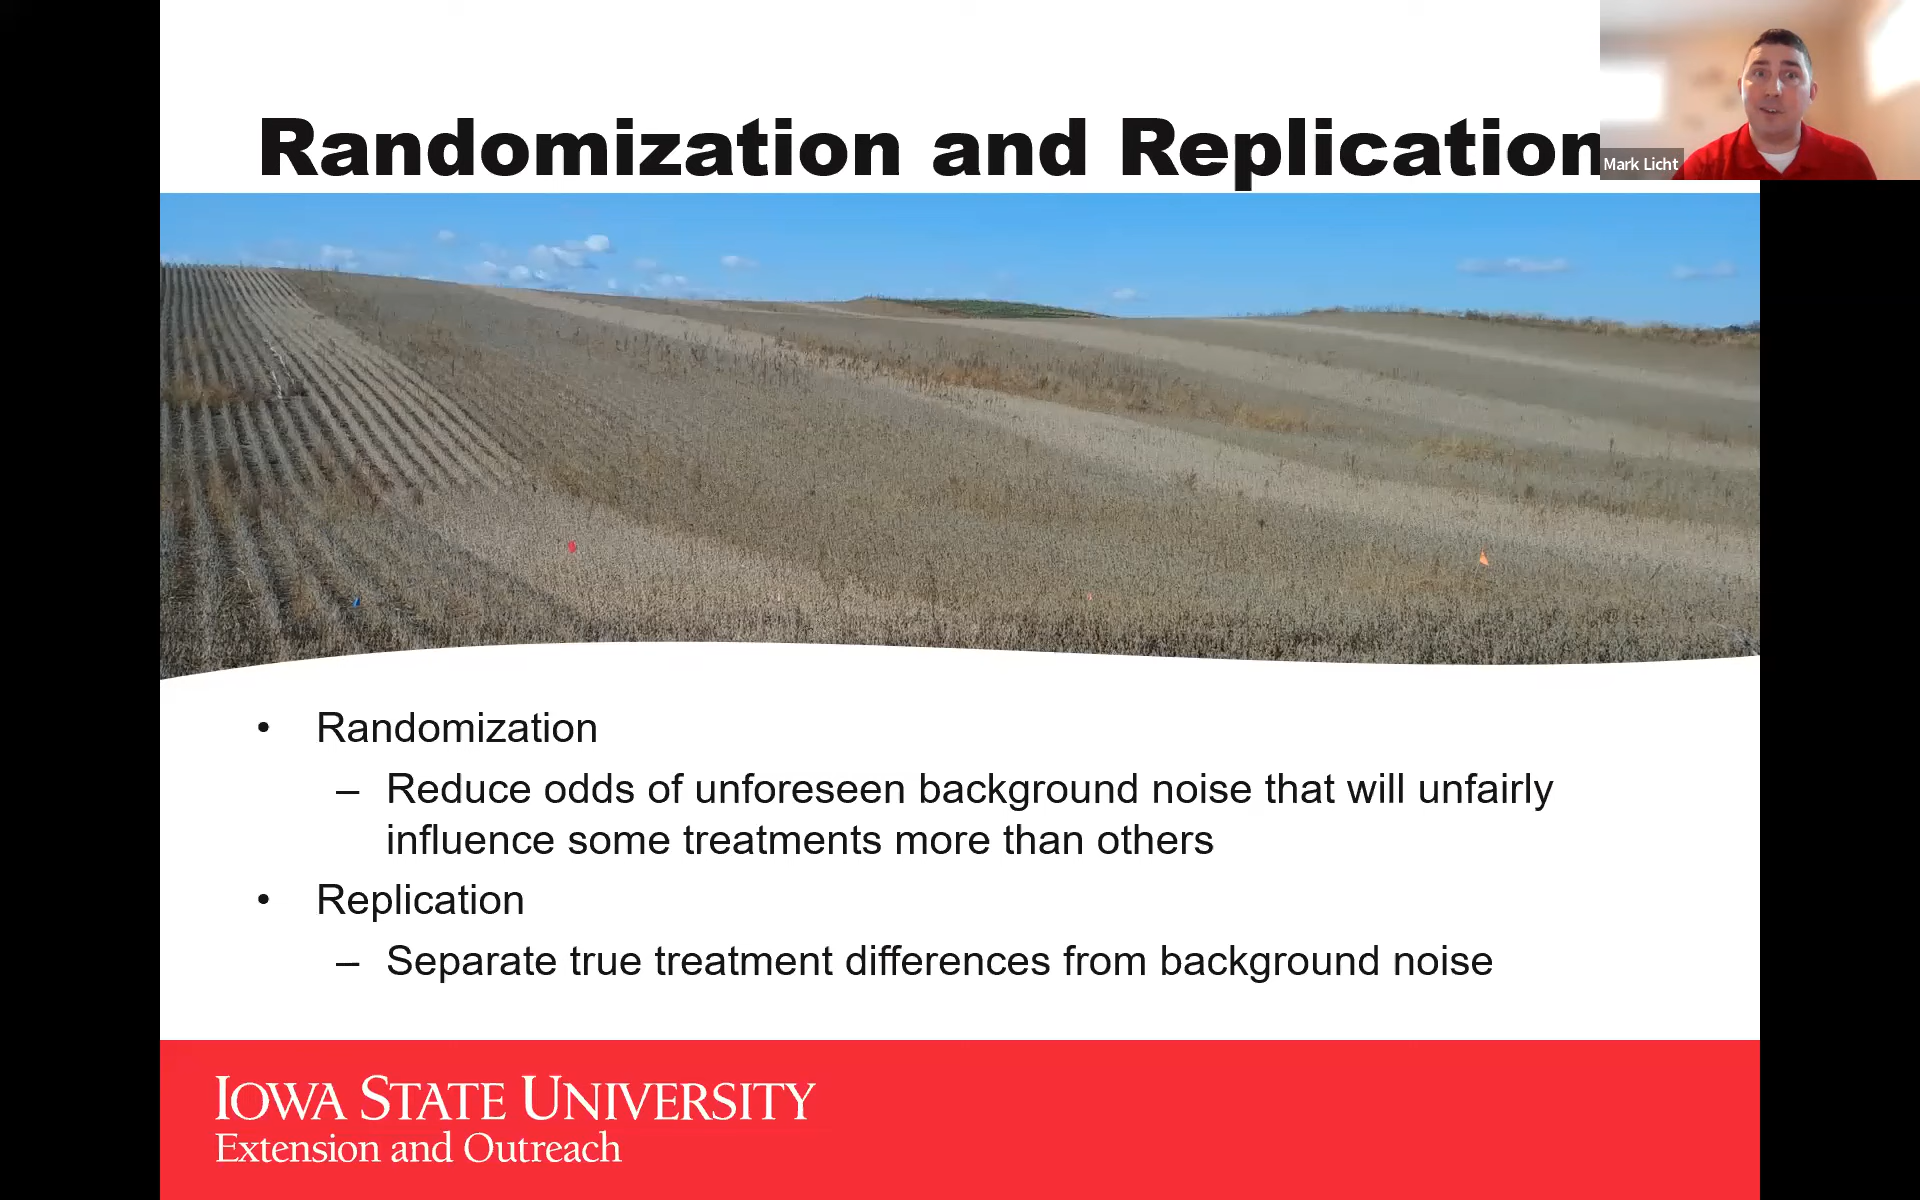 Randomization and Replication
Mark Licht
• Randomization
– Reduce odds of unforeseen background noise that will unfairly
influence some treatments more than others
• Replication
– Separate true treatment differences from background noise
IOWA STATE UNIVERSITY
Extension and Outreach